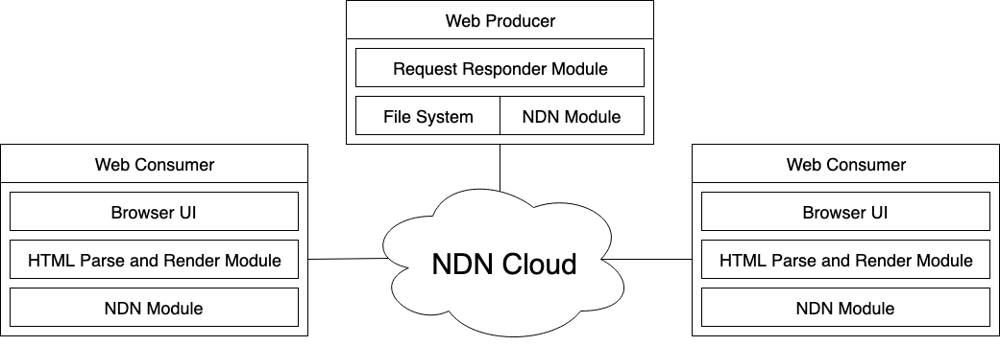 Web Producer
Request Responder Module
File System
NDN Module
Web Consumer
Browser UI
HTML Parse and Render Module
NDN Module
NDN Cloud
Web Consumer
Browser UI
HTML Parse and Render Module
NDN Module